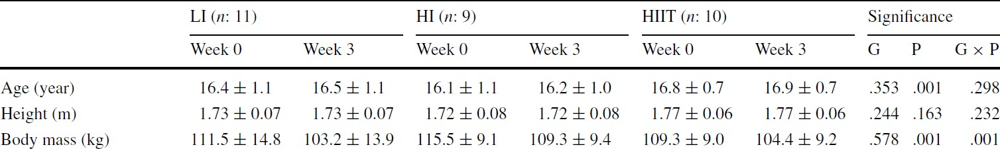 LI (n: 11) HI (n: 9) HIIT (n: 10) Significance
Week 0 Week 3 Week 0 Week 3 Week 0 Week 3 G P G × P
Age (year) 16.4 ± 1.1 16.5 ± 1.1 16.1 ± 1.1 16.2 ± 1.0 16.8 ± 0.7 16.9 ± 0.7 .353 .001 .298
Height (m) 1.73 ± 0.07 1.73 ± 0.07 1.72 ± 0.08 1.72 ± 0.08 1.77 ± 0.06 1.77 ± 0.06 .244 .163 .232
Body mass (kg) 111.5 ± 14.8 103.2 ± 13.9 115.5 ± 9.1 109.3 ± 9.4 109.3 ± 9.0 104.4 ± 9.2 .578 .001 .001